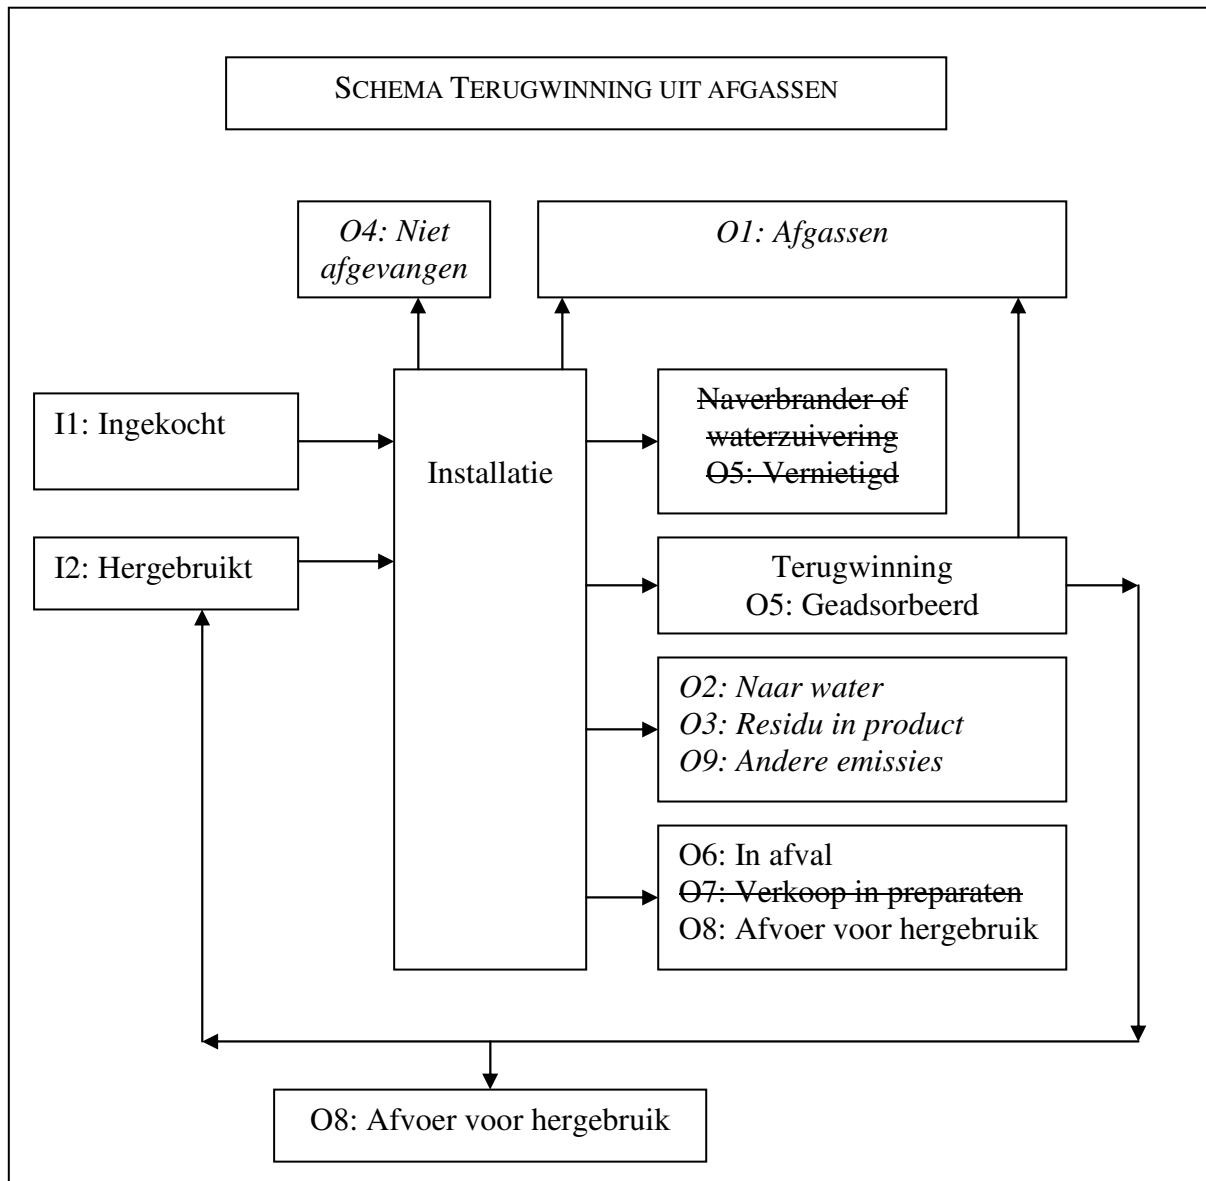 SCHEMA TERUGWINNING UIT AFGASSEN
O4: Niet
afgevangen
O1: Afgassen
I1: Ingekocht
Installatie
Naverbrander of
waterzuivering
O5: Vernietigd
I2: Hergebruikt
Terugwinning
O5: Geadsorbeerd
O2: Naar water
O3: Residu in product
O9: Andere emissies
O6: In afval
O7: Verkoop in preparaten
O8: Afvoer voor hergebruik
O8: Afvoer voor hergebruik